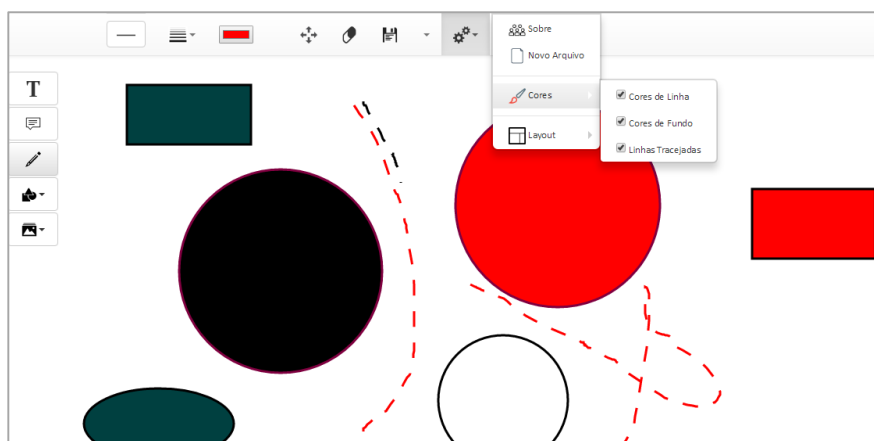 Sobre
Novo Arquivo
Cores
Layout
Cores de Linha
Cores de Fundo
Linhas Tracejadas
T